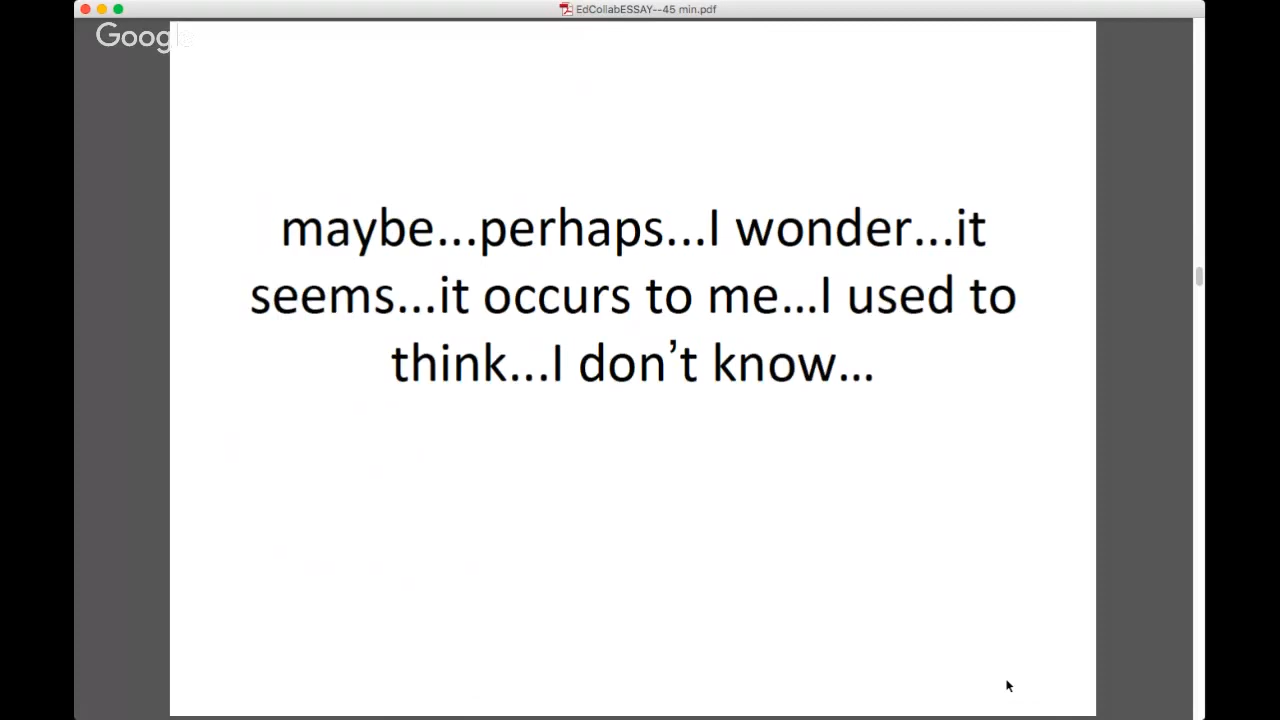 EdCollabESSAY--45 min.pdf
Google
maybe...perhaps...I wonder...it
seems...it occurs to me...I used to
think...I don’t know...